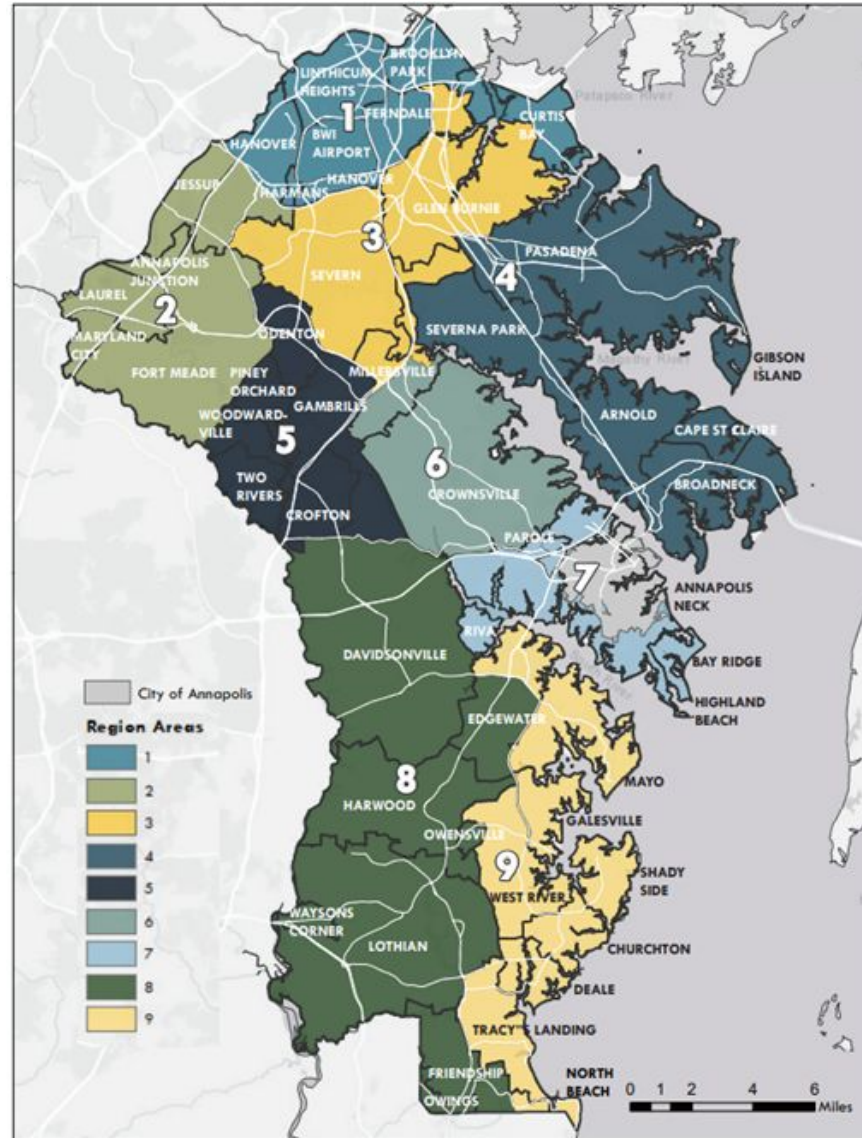 BROOKLYN
PARK
LINTHICUM
HEIGHTS
Patapsco River
1
FERNDALE
CURTIS
BAY
HANOVER
BWI
AIRPORT
HANOVER
JESSUP
HARMANS
GLEN BURNIE
3
PASADENA
ANNAPOLIS
JUNCTION
SEVERN
4
LAUREL
2
MARYLAND
CITY
ODENTON
SEVERNA PARK
Magothy River
GIBSON
ISLAND
FORT MEADE
PINEY
ORCHARD
MILLERSVILLE
GAMBRILLS
ARNOLD
WOODWARD-
VILLE
5
CAPE ST CLAIRE
6
TWO
RIVERS
CROWNSVILLE
BROADNECK
CROFTON
PAROLE
7
ANNAPOLIS
NECK
RIVA
DAVIDSONVILLE
BAY RIDGE
River
HIGHLAND
BEACH
City of Annapolis
Region Areas
1
2
3
4
5
6
7
8
9
EDGEWATER
8
MAYO
HARWOOD
GALESVILLE
OWENSVILLE
9
SHADY
SIDE
WEST RIVER
WAYSONS
CORNER
LOTHIAN
CHURCHTON
DEALE
TRACY'S LANDING
FRIENDSHIP
NORTH
BEACH
OWINGS
0 1 2 4 6
Miles